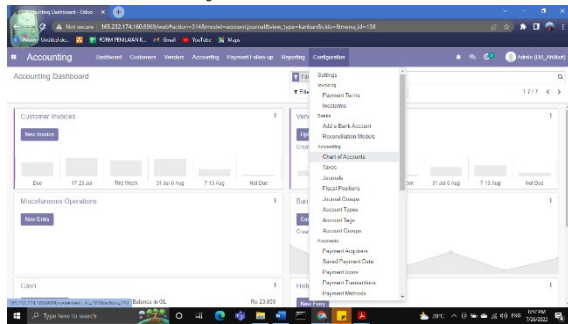 Accounting Dashboard - Odoo
Not secure
165.232.174.160:8069/web#action=314&model=account.journal&view_type=kanban&cids=&menu_id=138
FORM PENILAIAN K...
Gmail
YouTube
Maps
Accounting
Dashboard
Customers
Vendors
Accounting
Payment Follow-up
Reporting
Configuration
Accounting Dashboard
1-7 / 7
Customer Invoices
New Invoice
Due
17-23 Jul
This Week
31 Jul-6 Aug
7-13 Aug
Not Due
Settings
Invoicing
Payment Terms
Incoterms
Banks
Add a Bank Account
Reconciliation Models
Accounting
Chart of Accounts
Taxes
Journals
Fiscal Positions
Journal Groups
Account Types
Account Tags
Account Groups
Payments
Payment Acquirers
Saved Payment Data
Payment Icons
Payment Transactions
Payment Methods
31 Jul-6 Aug
7-13 Aug
Not Due
Miscellaneous Operations
New Entry
Cash
Balance in GL
Rp 23,800
New Entry
Type here to search
28°C
ENG
7/29/2022